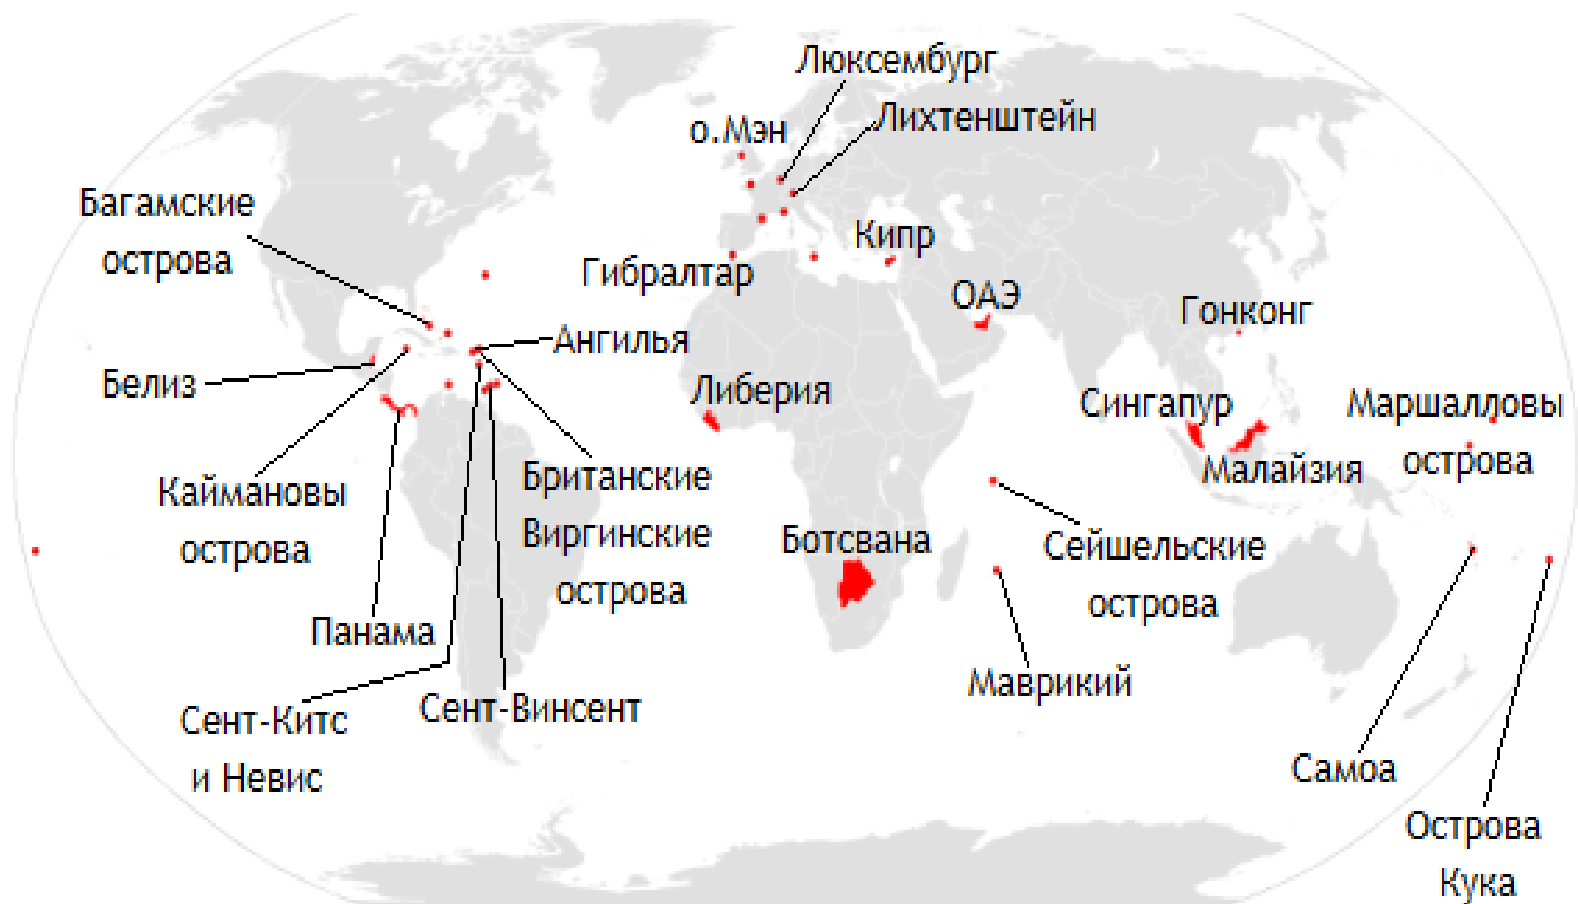 Люксембург
Лихтенштейн
о.Мэн
Багамские
острова
Кипр
Гибралтар
ОАЭ
Гонконг
Ангилья
Белиз
Либерия
Сингапур
Маршалловы
острова
Малайзия
Каймановы
острова
Британские
Виргинские
острова
Ботсвана
Сейшельские
острова
Панама
Маврикий
Сент-Китс
и Невис
Сент-Винсент
Самоа
Острова
Кука